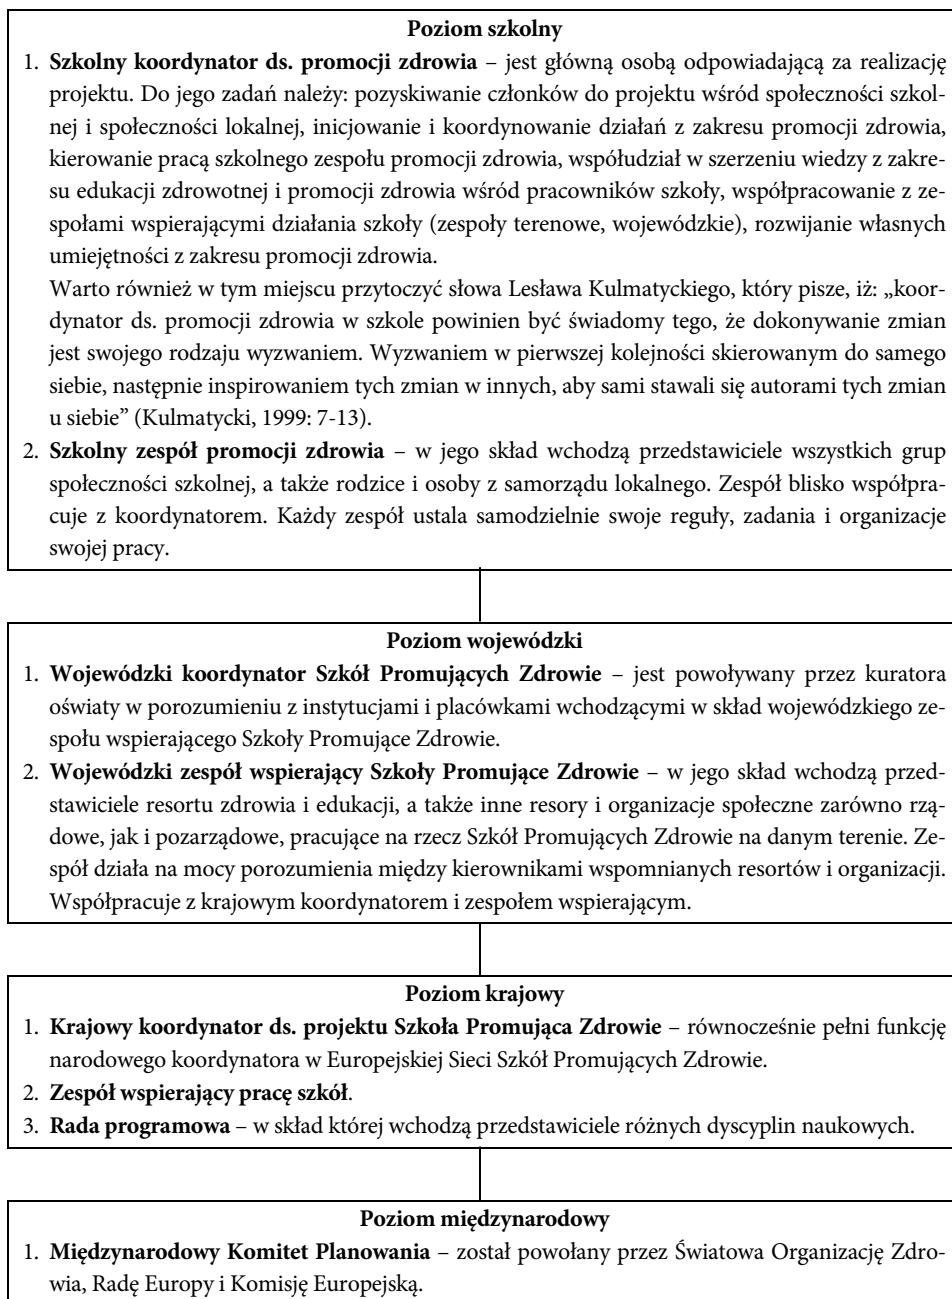 Poziom szkolny
1. Szkolny koordynator ds. promocji zdrowia – jest główną osobą odpowiadającą za realizację
projektu. Do jego zadań należy: pozyskiwanie członków do projektu wśród społeczności szkol-
nej i społeczności lokalnej, inicjowanie i koordynowanie działań z zakresu promocji zdrowia,
kierowanie pracą szkolnego zespołu promocji zdrowia, współudział w szerzeniu wiedzy z zakre-
su edukacji zdrowotnej i promocji zdrowia wśród pracowników szkoły, współpracowanie z ze-
społami wspierającymi działania szkoły (zespoły terenowe, wojewódzkie), rozwijanie własnych
umiejętności z zakresu promocji zdrowia.
Warto również w tym miejscu przytoczyć słowa Lesława Kulmatyckiego, który pisze, iż: „koor-
dynator ds. promocji zdrowia w szkole powinien być świadomy tego, że dokonywanie zmian
jest swojego rodzaju wyzwaniem. Wyzwaniem w pierwszej kolejności skierowanym do samego
siebie, następnie inspirowaniem tych zmian w innych, aby sami stawali się autorami tych zmian
u siebie” (Kulmatycki, 1999: 7-13).
2. Szkolny zespół promocji zdrowia – w jego skład wchodzą przedstawiciele wszystkich grup
społeczności szkolnej, a także rodzice i osoby z samorządu lokalnego. Zespół blisko współpra-
cuje z koordynatorem. Każdy zespół ustala samodzielnie swoje reguły, zadania i organizacje
swojej pracy.
Poziom wojewódzki
1. Wojewódzki koordynator Szkół Promujących Zdrowie – jest powoływany przez kuratora
oświaty w porozumieniu z instytucjami i placówkami wchodzącymi w skład wojewódzkiego ze-
społu wspierającego Szkoły Promujące Zdrowie.
2. Wojewódzki zespół wspierający Szkoły Promujące Zdrowie – w jego skład wchodzą przed-
stawiciele resortu zdrowia i edukacji, a także inne resory i organizacje społeczne zarówno rzą-
dowe, jak i pozarządowe, pracujące na rzecz Szkół Promujących Zdrowie na danym terenie. Ze-
spół działa na mocy porozumienia między kierownikami wspomnianych resortów i organizacji.
Współpracuje z krajowym koordynatorem i zespołem wspierającym.
Poziom krajowy
1. Krajowy koordynator ds. projektu Szkoła Promująca Zdrowie – równocześnie pełni funkcję
narodowego koordynatora w Europejskiej Sieci Szkół Promujących Zdrowie.
2. Zespół wspierający pracę szkół.
3. Rada programowa – w skład której wchodzą przedstawiciele różnych dyscyplin naukowych.
Poziom międzynarodowy
1. Międzynarodowy Komitet Planowania – został powołany przez Światowa Organizację Zdro-
wia, Radę Europy i Komisję Europejską.